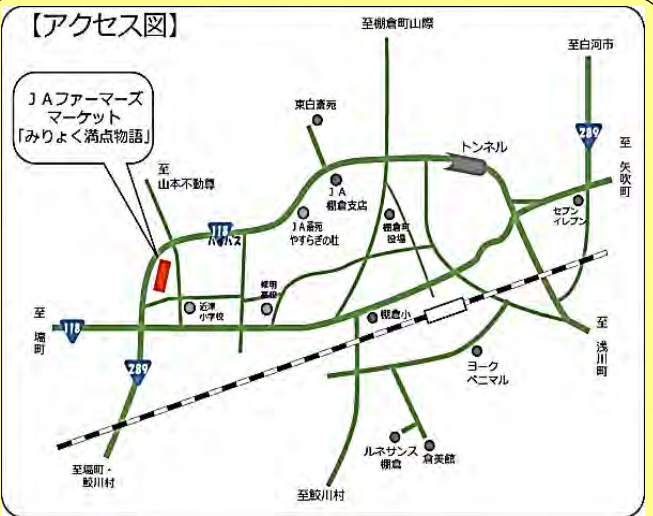 【アクセス図】
至棚倉町山際
至白河市
JAファーマーズ
マーケット
「みりょく満点物語」
東白斎苑
トンネル
289
至
矢吹町
至
山本不動尊
JA
棚倉支店
セブン
イレブン
118
バイパス
JA斎苑
やすらぎの杜
棚倉町
役場
修明
高校
近津
小学校
至
塙町
118
棚倉小
至
浅川町
289
ヨーク
ベニマル
ルネサンス
棚倉
倉美館
至塙町・
鮫川村
至鮫川村